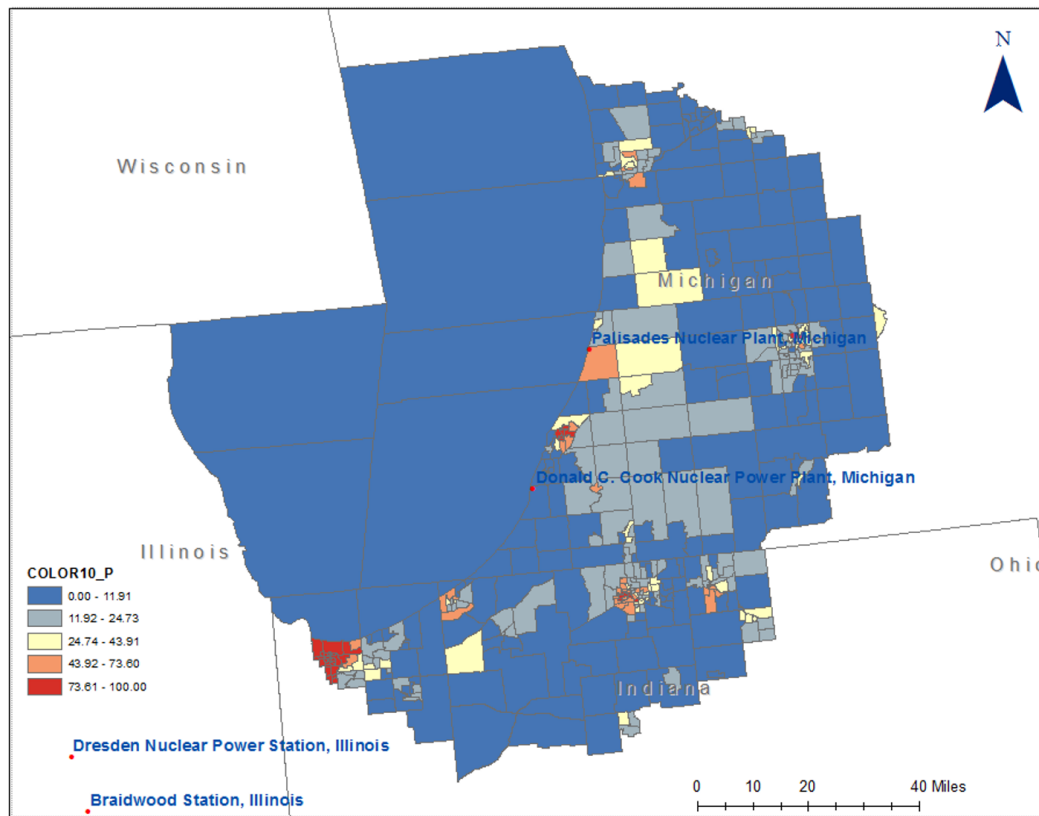 N
Wisconsin
Michigan
Palisades Nuclear Plant, Michigan
Donald C. Cook Nuclear Power Plant, Michigan
Illinois
Ohio
COLOR10_P
0.00 - 11.91
11.92 - 24.73
24.74 - 43.91
43.92 - 73.60
73.61 - 100.00
Indiana
Dresden Nuclear Power Station, Illinois
Braidwood Station, Illinois
0 10 20 40 Miles